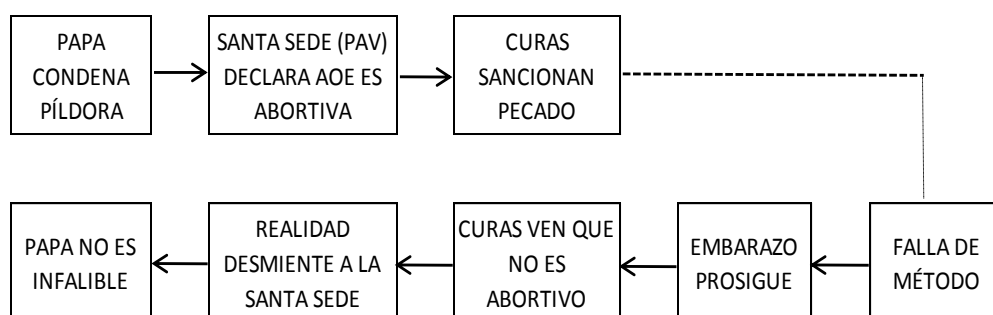 PAPA
CONDENA
PÍLDORA
SANTA SEDE (PAV)
DECLARA AOE ES
ABORTIVA
CURAS
SANCIONAN
PECADO
PAPA NO ES
INFALIBLE
REALIDAD
DESMIENTE A LA
SANTA SEDE
CURAS VEN QUE
NO ES
ABORTIVO
EMBARAZO
PROSIGUE
FALLA DE
MÉTODO